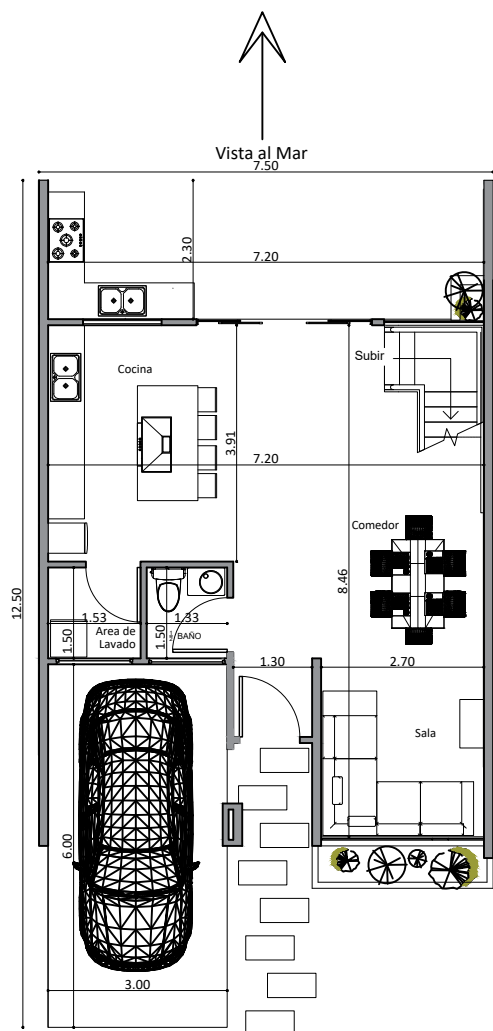 Vista al Mar
7.50
2.30
7.20
Subir
Cocina
3.91
7.20
Comedor
12.50
8.46
1.53
1.33
Area de
Lavado
1.50
1.50
½ BAÑO
1.30
2.70
Sala
6.00
3.00